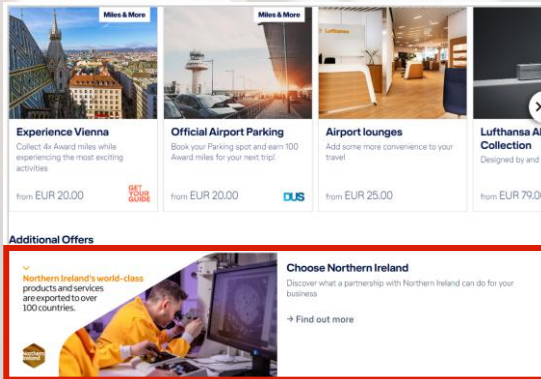 Miles & More
Miles & More
Lufthansa
Experience Vienna
Collect 4x Award miles while
experiencing the most exciting
activities
from EUR 20.00
GET
YOUR
GUIDE
Official Airport Parking
Book your Parking spot and earn 100
Award miles for your next trip!
from EUR 20.00
DUS
Airport lounges
Add some more convenience to your
travel
from EUR 25.00
Lufthansa Ai
Collection
Designed by and
from EUR 79.00
Additional Offers
Northern Ireland's world-class
products and services
are exported to over
100 countries.
Northern
Ireland
Choose Northern Ireland
Discover what a partnership with Northern Ireland can do for your
business
→ Find out more